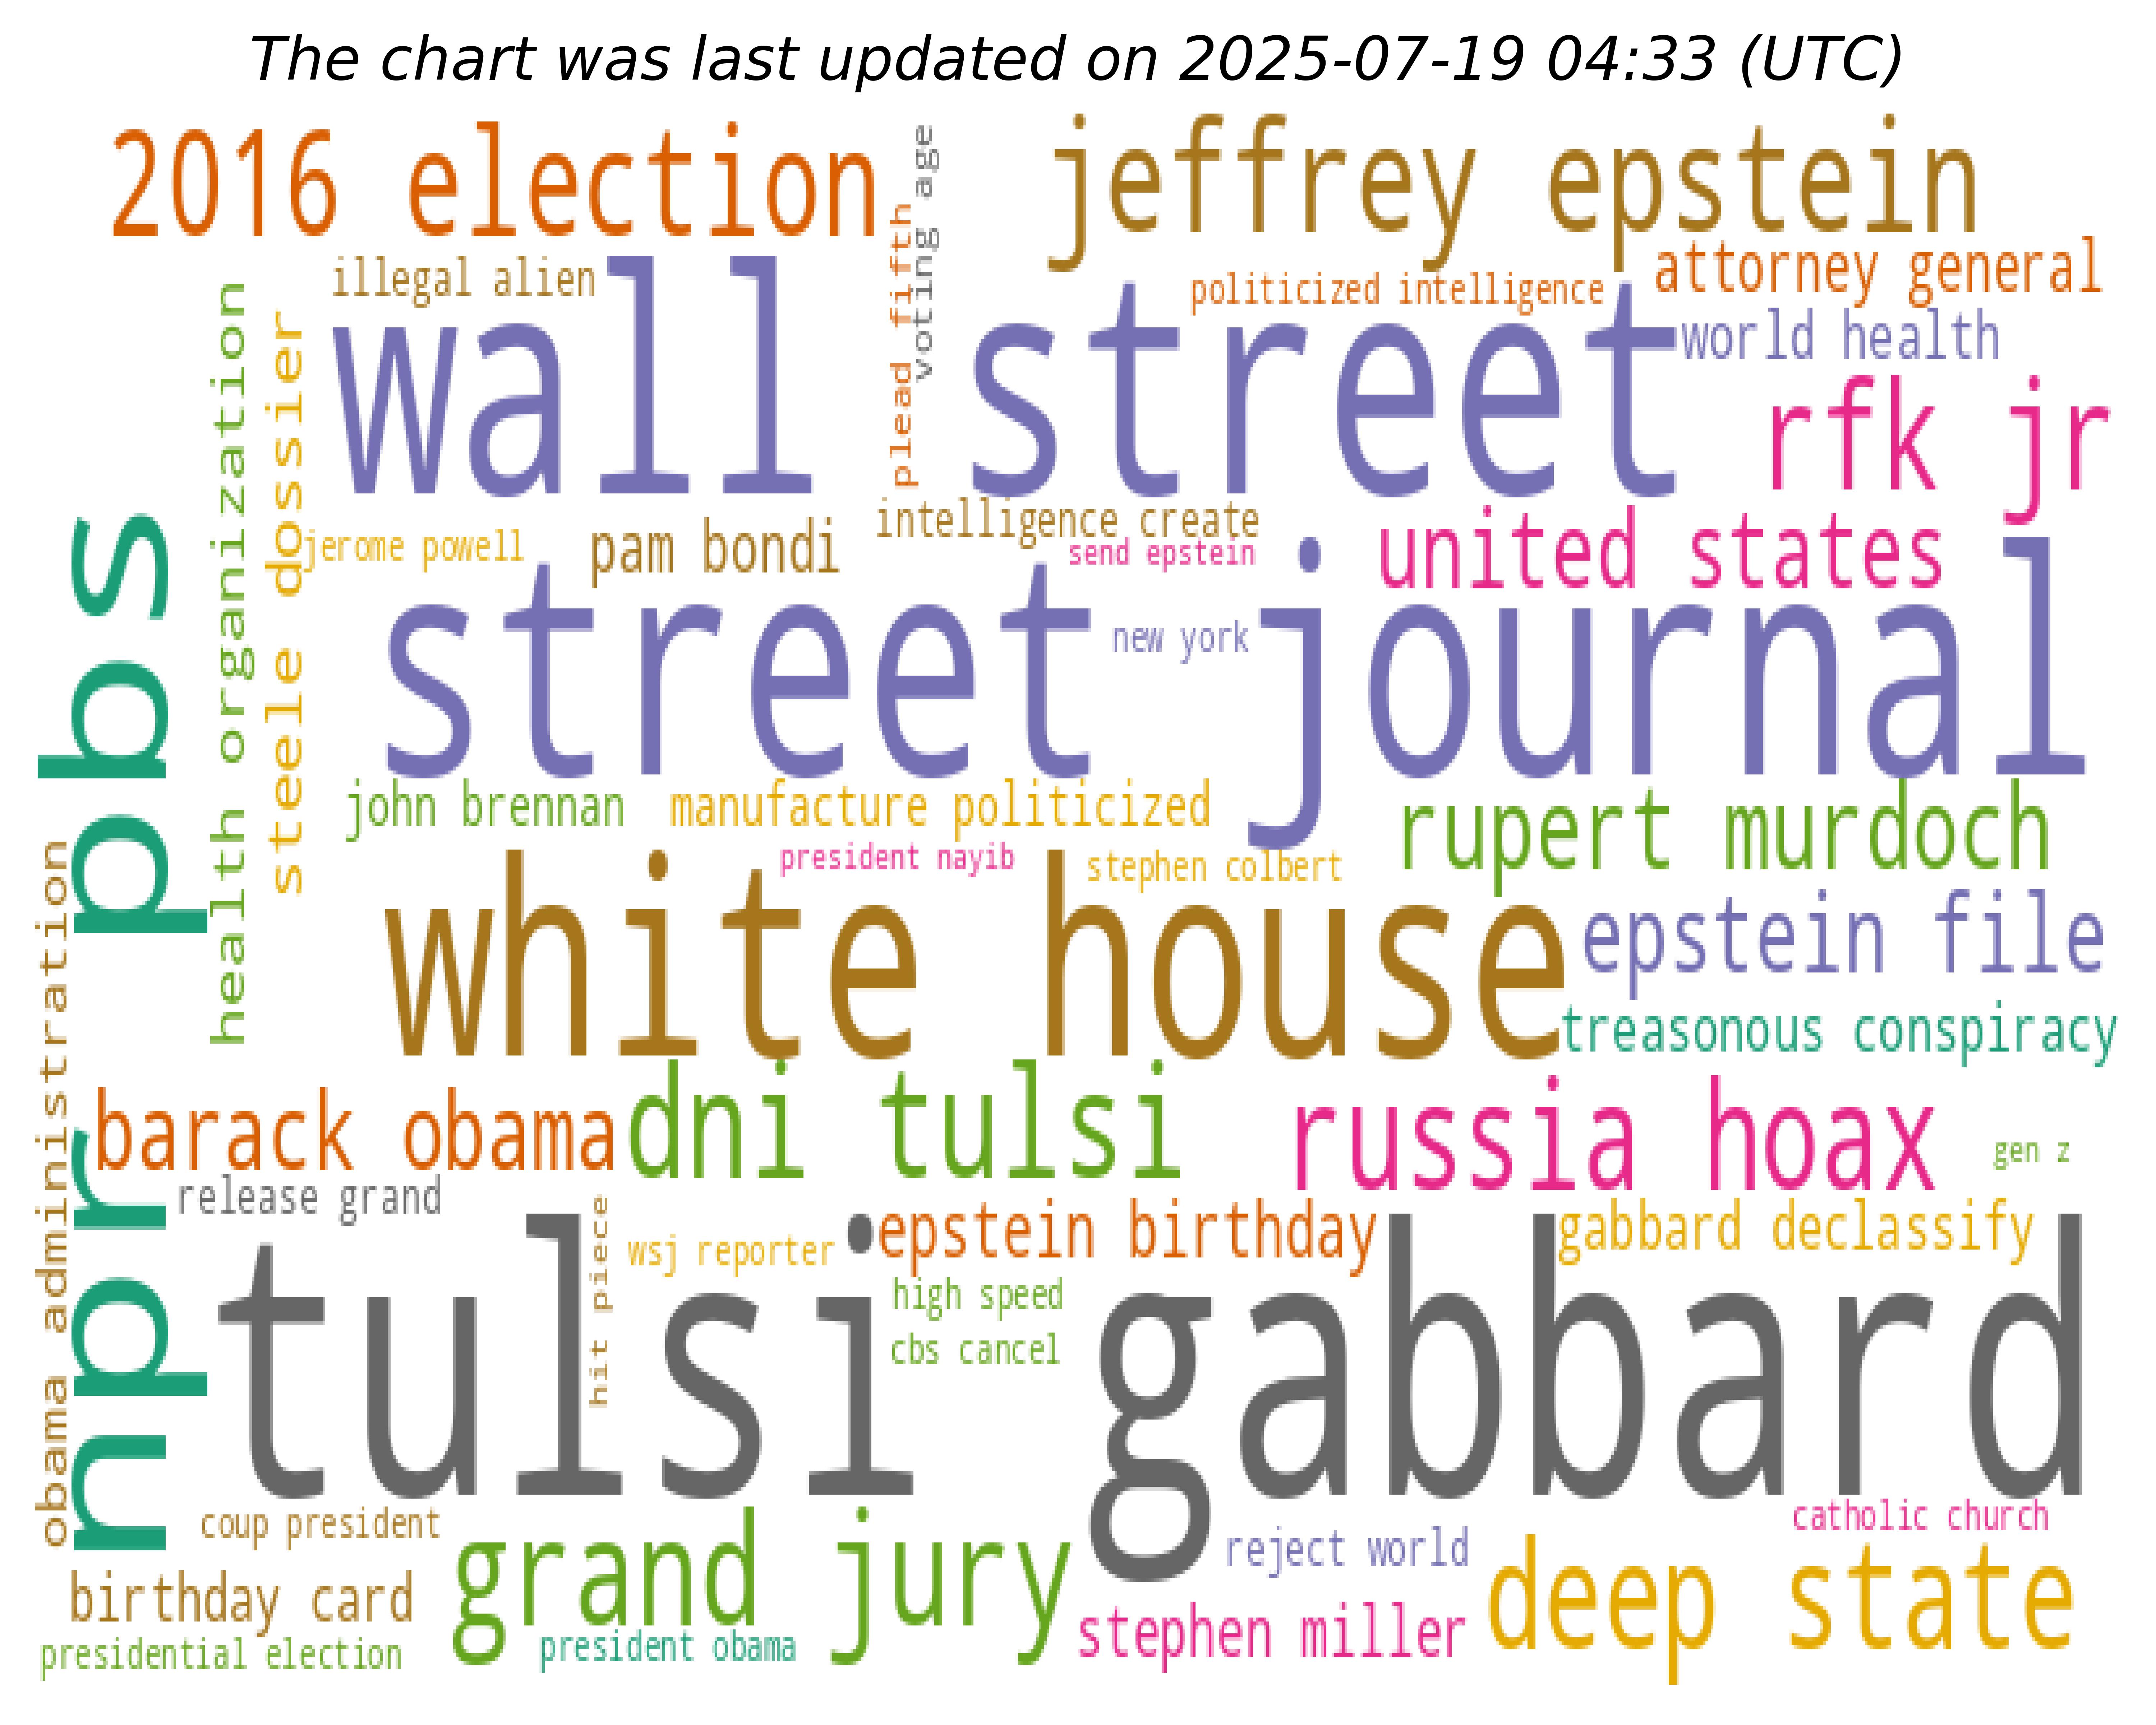 The chart was last updated on 2025-07-19 04:33 (UTC)
2016 election
voting age
jeffrey epstein
plead fifth
attorney general
illegal alien
politicized intelligence
wall street
world health
health organization
steele dossier
rfk jr
intelligence create
jerome powell
pam bondi
send epstein
united states
pbs
street journal
new york
john brennan
manufacture politicized
rupert murdoch
president nayib
stephen colbert
obama administration
white house
epstein file
treasonous conspiracy
barack obama
dni tulsi
russia hoax
gen z
npr
release grand
hit piece
wsj reporter
epstein birthday
gabbard declassify
tulsi gabbard
high speed
cbs cancel
coup president
grand jury
catholic church
reject world
deep state
birthday card
stephen miller
presidential election
president obama